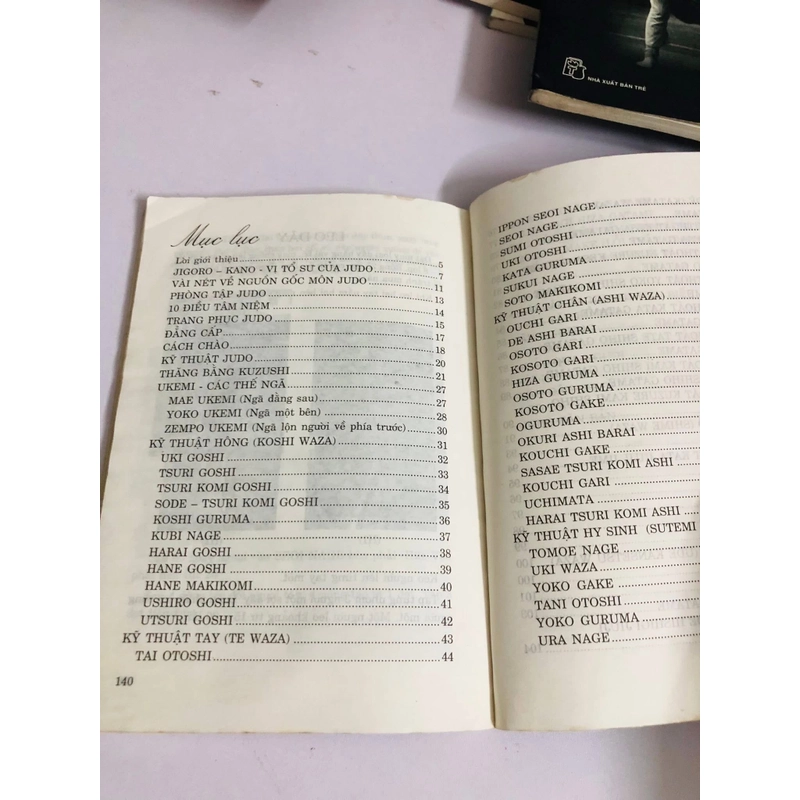 NHÀ XUẤT BẢN TRẺ
Mục lục
Lời giới thiệu 5
JIGORO – KANO - VỊ TỔ SƯ CỦA JUDO 7
VÀI NÉT VỀ NGUỒN GỐC MÔN JUDO 11
PHÒNG TẬP JUDO 13
10 ĐIỀU TÂM NIỆM 14
TRANG PHỤC JUDO 15
ĐẲNG CẤP 17
CÁCH CHÀO 18
KỸ THUẬT JUDO 20
THĂNG BẰNG KUZUSHI 21
UKEMI - CÁC THẾ NGÃ 27
MAE UKEMI (Ngã đằng sau) 27
YOKO UKEMI (Ngã một bên) 28
ZEMPO UKEMI (Ngã lộn người về phía trước) 30
KỸ THUẬT HÔNG (KOSHI WAZA) 31
UKI GOSHI 32
TSURI GOSHI 33
TSURI KOMI GOSHI 34
SODE – TSURI KOMI GOSHI 35
KOSHI GURUMA 36
KUBI NAGE 37
HARAI GOSHI 38
HANE GOSHI 39
HANE MAKIKOMI 40
USHIRO GOSHI 41
UTSURI GOSHI 42
KỸ THUẬT TAY (TE WAZA) 43
TAI OTOSHI 44
140
IPPON SEOI NAGE
SEOI NAGE
SUMI OTOSHI
UKI OTOSHI
KATA GURUMA
SUKUI NAGE
SOTO MAKIKOMI
KỸ THUẬT CHÂN (ASHI WAZA)
OUCHI GARI
DE ASHI BARAI
OSOTO GARI
KOSOTO GARI
HIZA GURUMA
OSOTO GURUMA
KOSOTO GAKE
OGURUMA
OKURI ASHI BARAI
KOUCHI GAKE
SASAE TSURI KOMI ASHI
KOUCHI GARI
UCHIMATA
HARAI TSURI KOMI ASHI
KỸ THUẬT HY SINH (SUTEMI
TOMOE NAGE
UKI WAZA
YOKO GAKE
TANI OTOSHI
YOKO GURUMA
URA NAGE